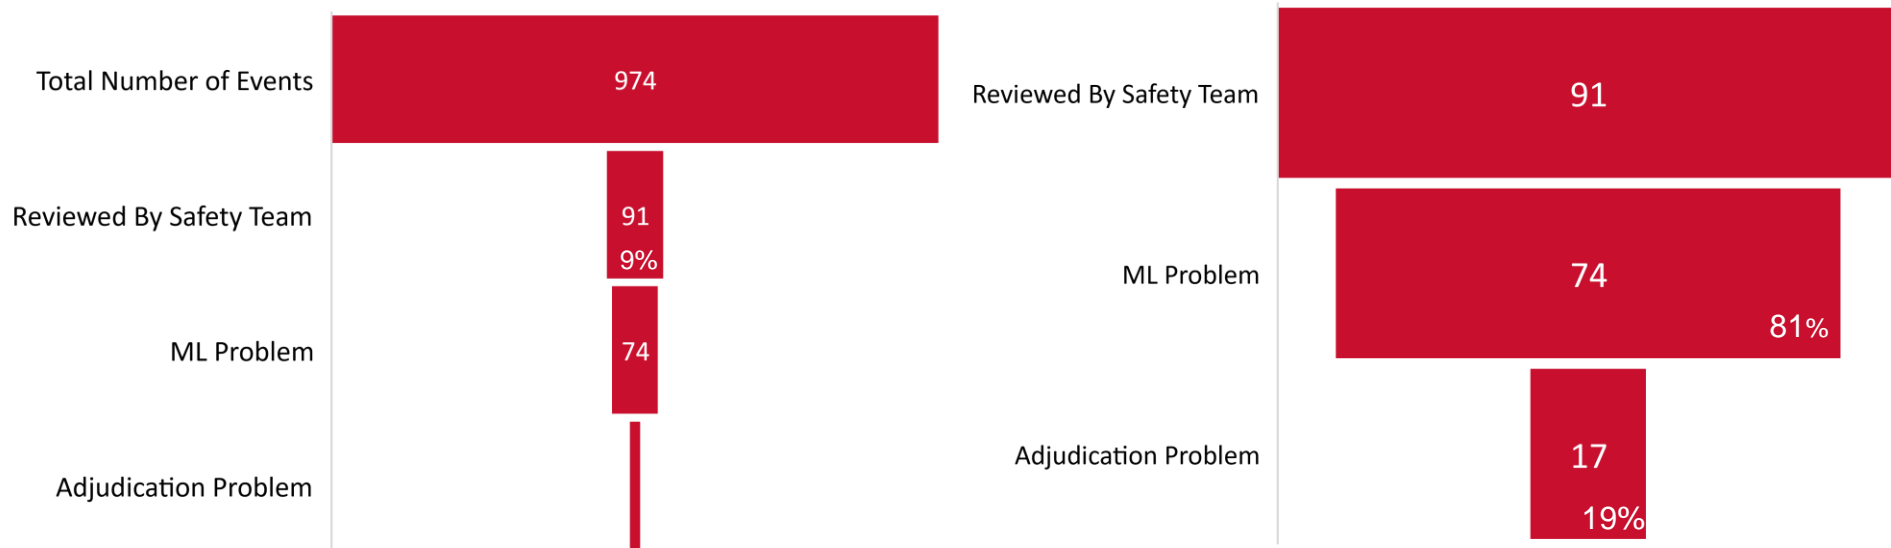 Total Number of Events
974
Reviewed By Safety Team
91
9%
ML Problem
74
Adjudication Problem
Reviewed By Safety Team
91
ML Problem
74
81%
Adjudication Problem
17
19%